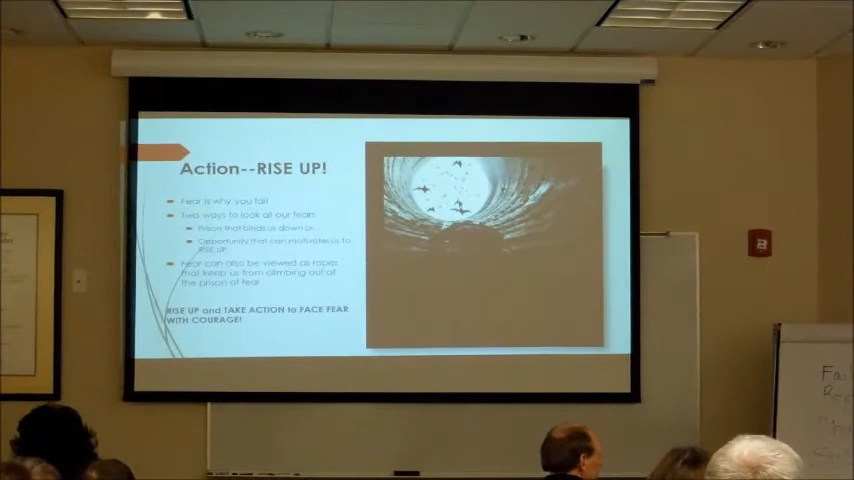 Action--RISE UP!
Fear is why you fail
Two ways to look at our fears
Prison that binds us down or…
Opportunity that can motivate us to
RISE UP
Fear can also be viewed as ropes
that keep us from climbing out of
the prison of fear
RISE UP and TAKE ACTION to FACE FEAR
WITH COURAGE!